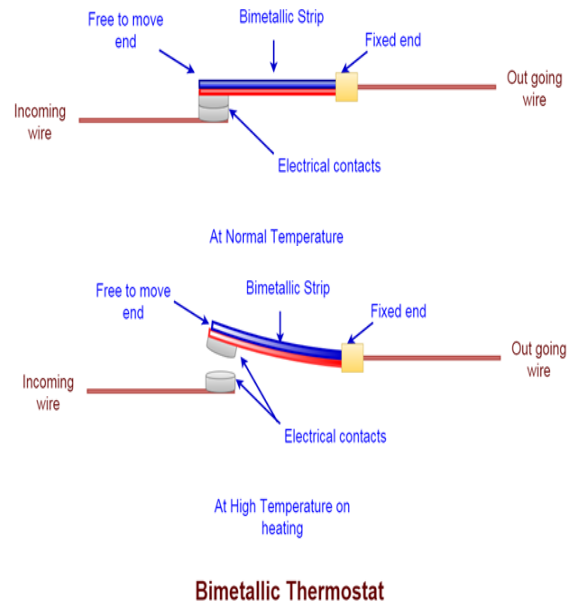 Free to move
end
Bimetallic Strip
Fixed end
Out going
wire
Incoming
wire
Electrical contacts
At Normal Temperature
Free to move
end
Bimetallic Strip
Fixed end
Out going
wire
Incoming
wire
Electrical contacts
At High Temperature on
heating
Bimetallic Thermostat